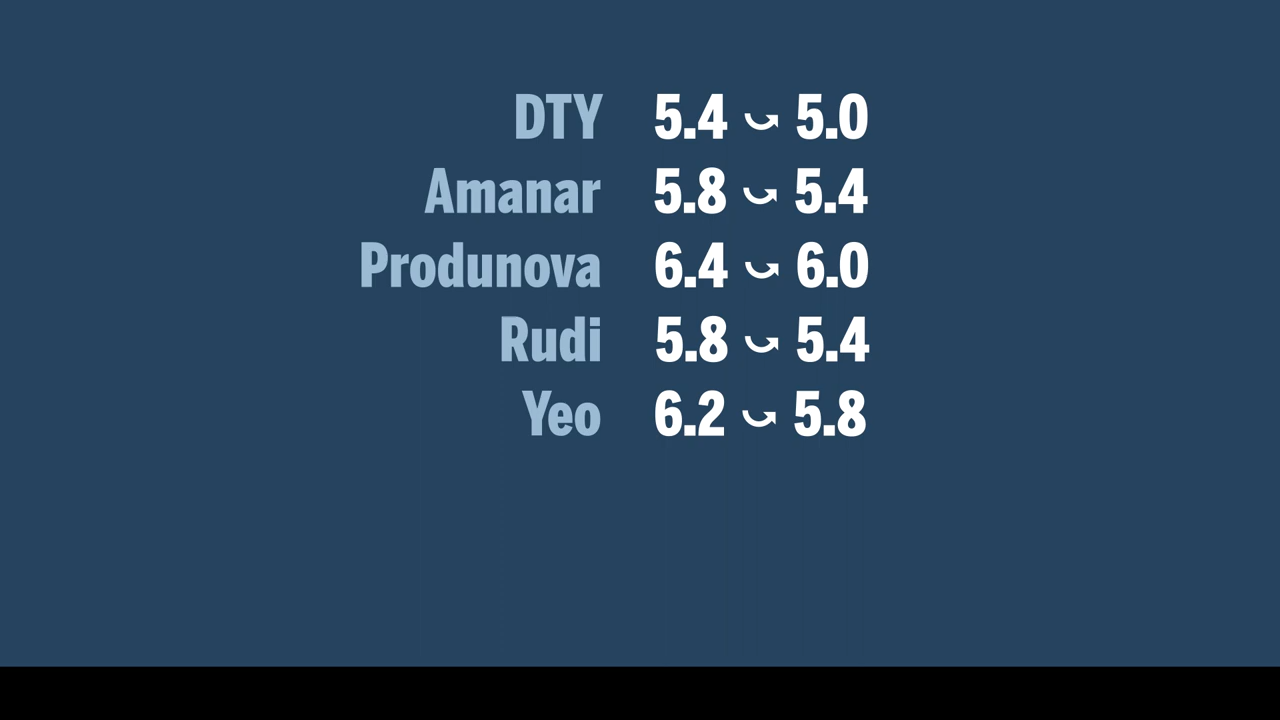 DTY 5.4 ⤻ 5.0
Amanar 5.8 ⤻ 5.4
Produnova 6.4 ⤻ 6.0
Rudi 5.8 ⤻ 5.4
Yeo 6.2 ⤻ 5.8